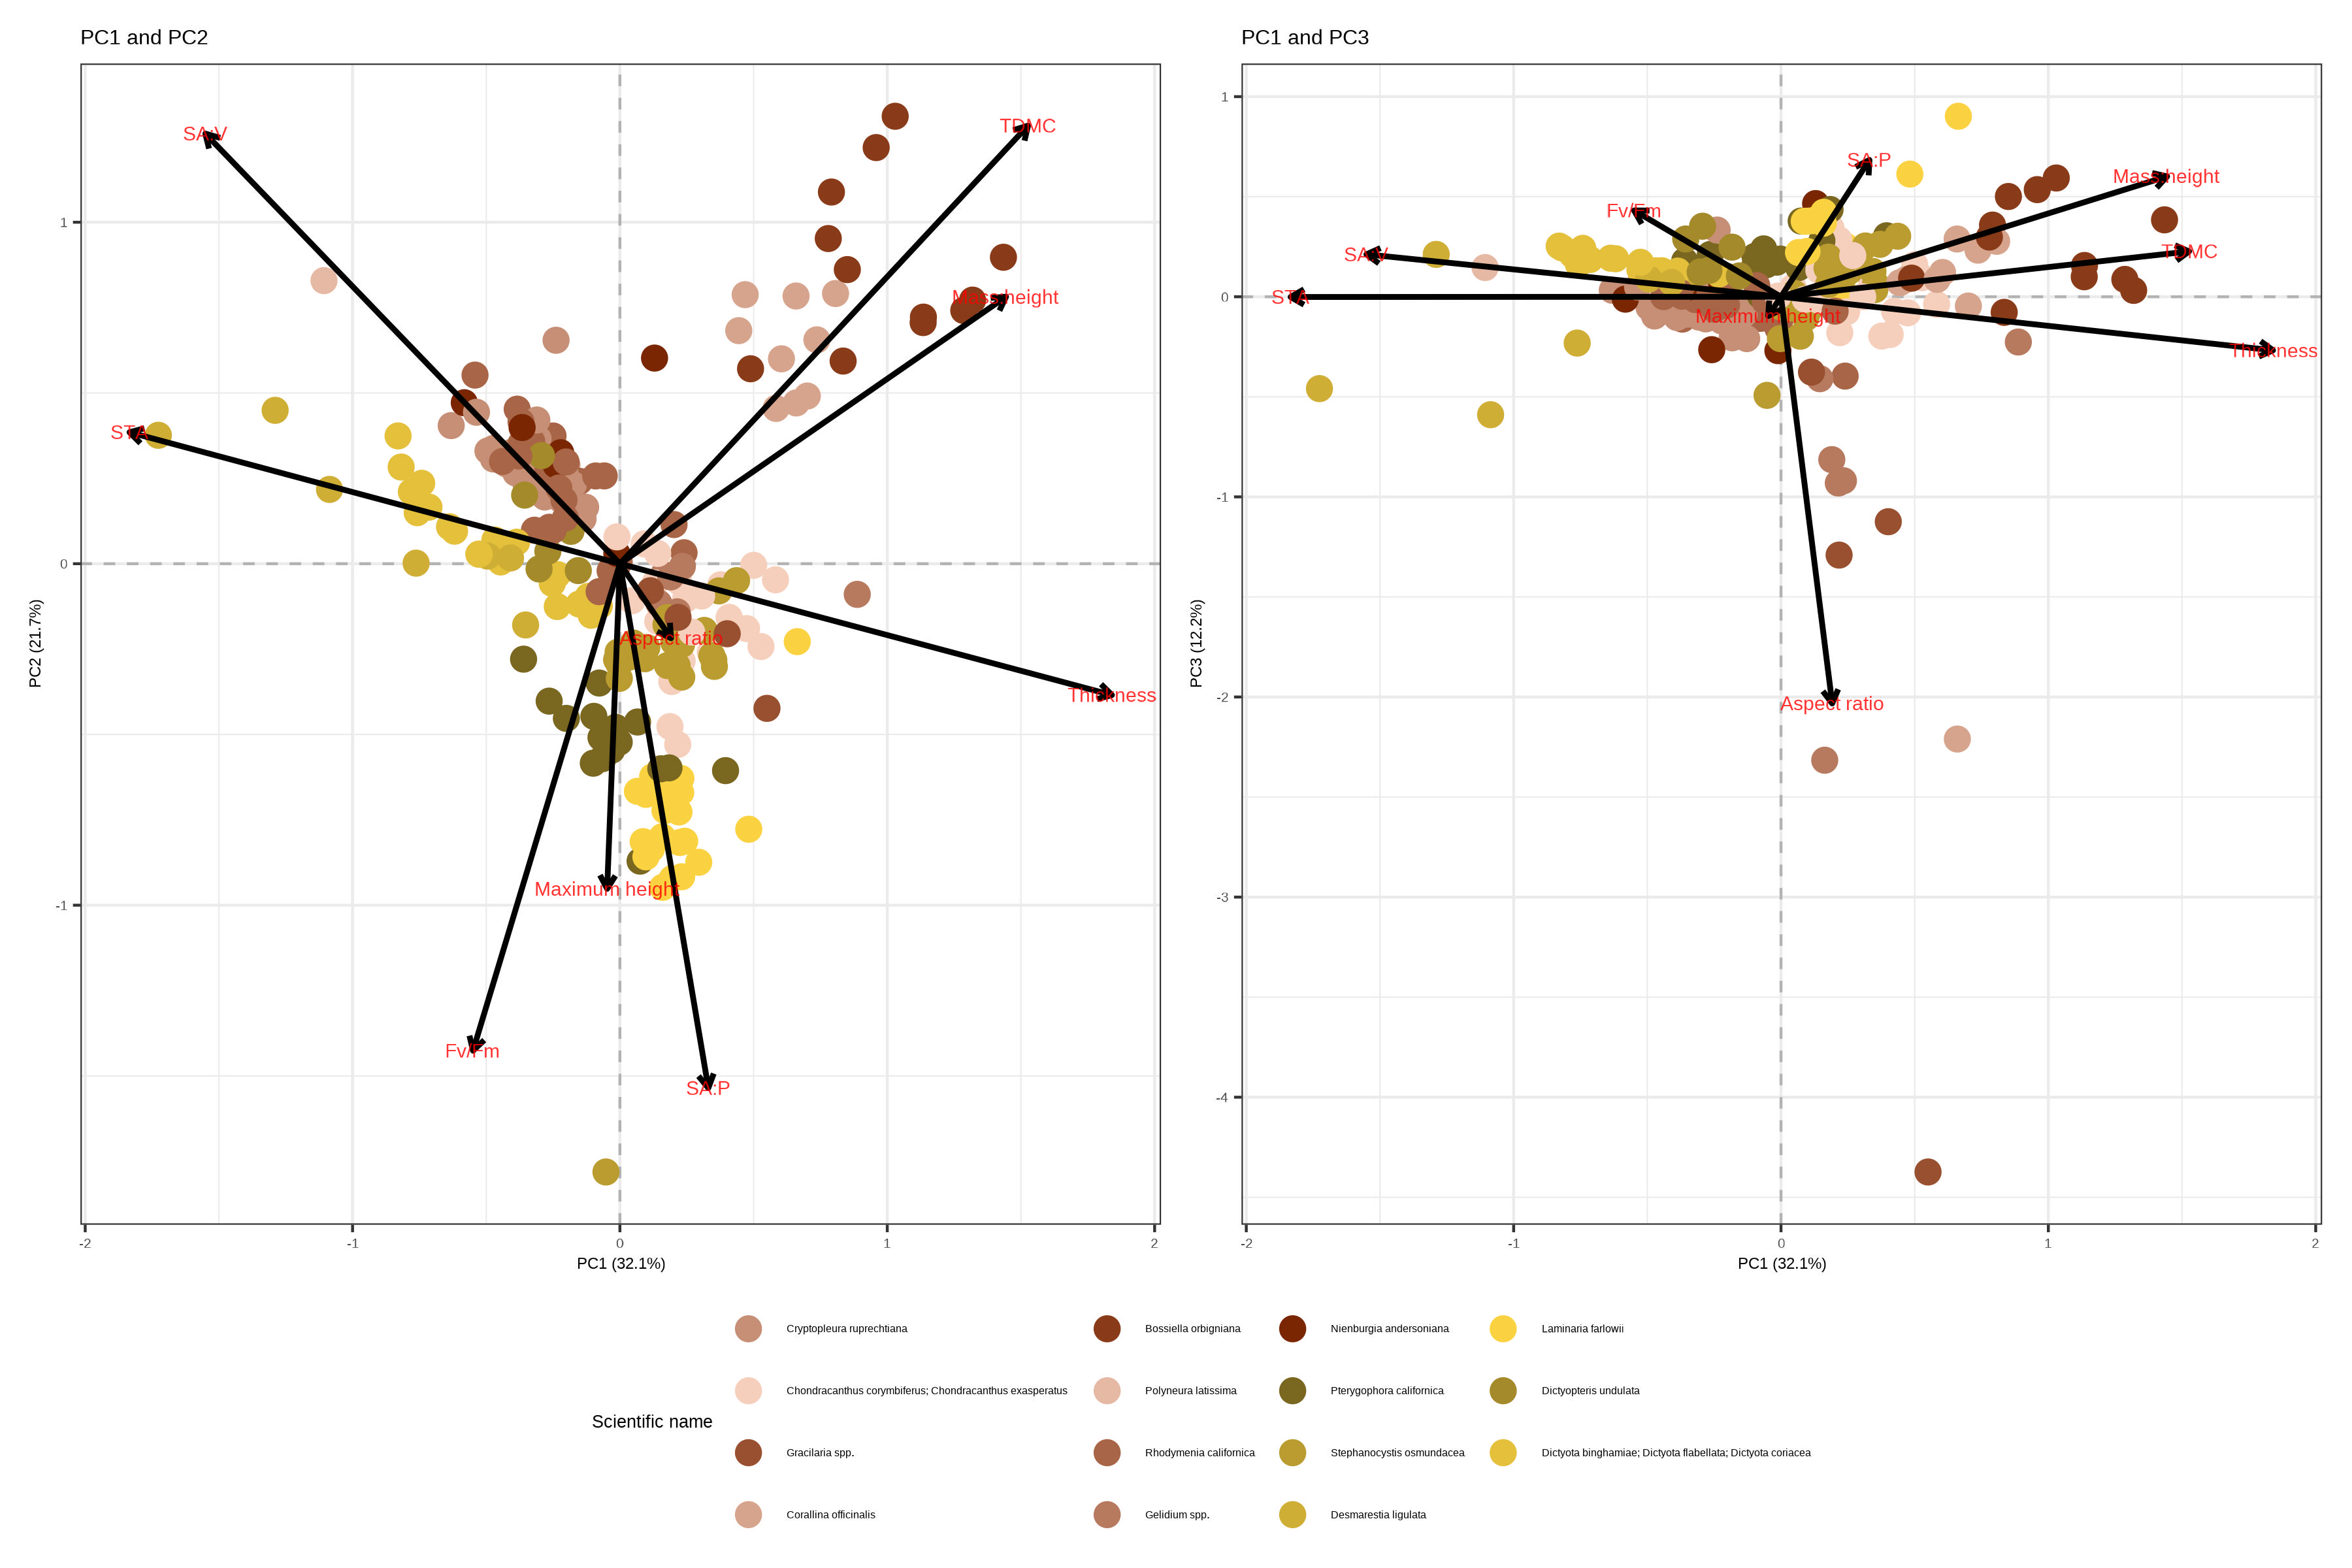 PC1 and PC2
SA:V
TDMC
Mass:height
STA
Aspect ratio
Thickness
Maximum height
Fv/Fm
SA:P
1
0
-1
-2
-1
0
1
2
PC1 (32.1%)
PC2 (21.7%)
PC1 and PC3
SA:P
Mass:height
Fv/Fm
SA:V
TDMC
STA
Maximum height
Thickness
Aspect ratio
1
0
-1
-2
-3
-4
-2
-1
0
1
2
PC1 (32.1%)
PC3 (12.2%)
Scientific name
Cryptopleura ruprechtiana
Chondracanthus corymbiferus; Chondracanthus exasperatus
Gracilaria spp.
Corallina officinalis
Bossiella orbigniana
Polyneura latissima
Rhodymenia californica
Gelidium spp.
Nienburgia andersoniana
Pterygophora californica
Stephanocystis osmundacea
Desmarestia ligulata
Laminaria farlowii
Dictyopteris undulata
Dictyota binghamiae; Dictyota flabellata; Dictyota coriacea